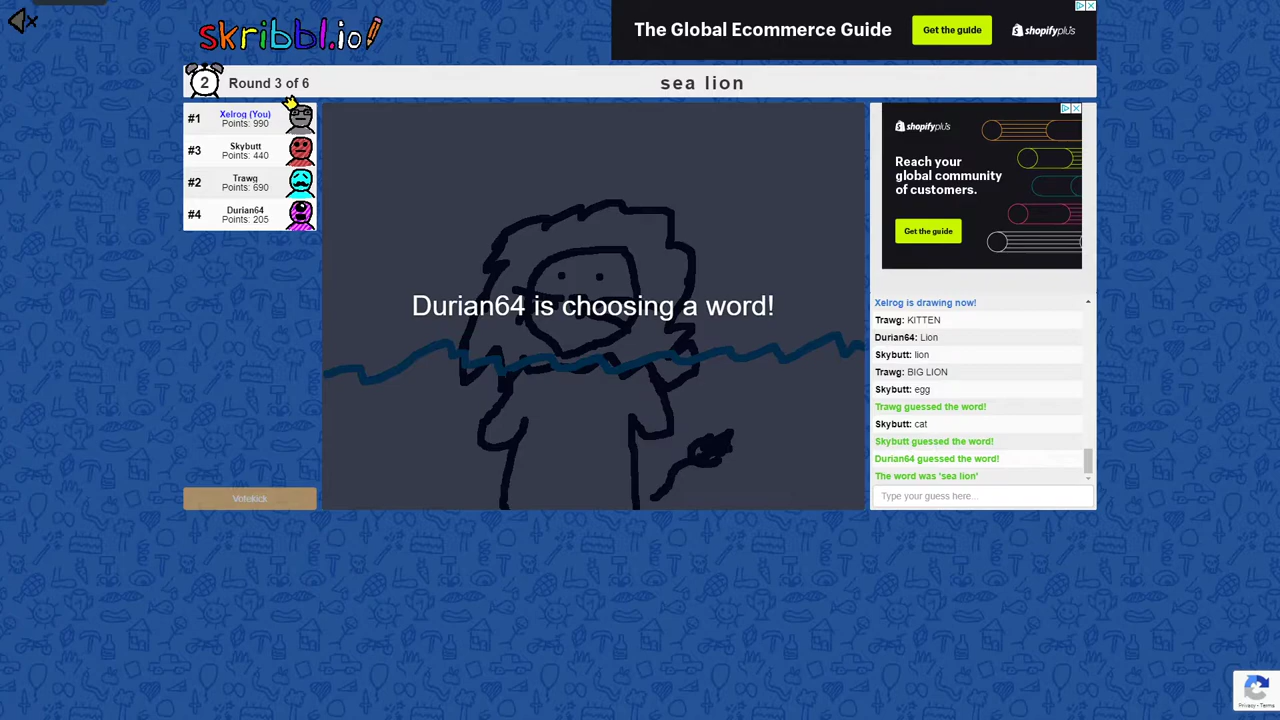 skribbl.io
The Global Ecommerce Guide
Get the guide
shopifyplus
2
Round 3 of 6
sea lion
#1
Xelrog (You)
Points: 990
#3
Skybutt
Points: 440
#2
Trawg
Points: 690
#4
Durian64
Points: 205
Votekick
Durian64 is choosing a word!
shopifyplus
Reach your
global community
of customers.
Get the guide
Xelrog is drawing now!
Trawg: KITTEN
Durian64: Lion
Skybutt: lion
Trawg: BIG LION
Skybutt: egg
Trawg guessed the word!
Skybutt: cat
Skybutt guessed the word!
Durian64 guessed the word!
The word was 'sea lion'
Type your guess here...
Privacy - Terms